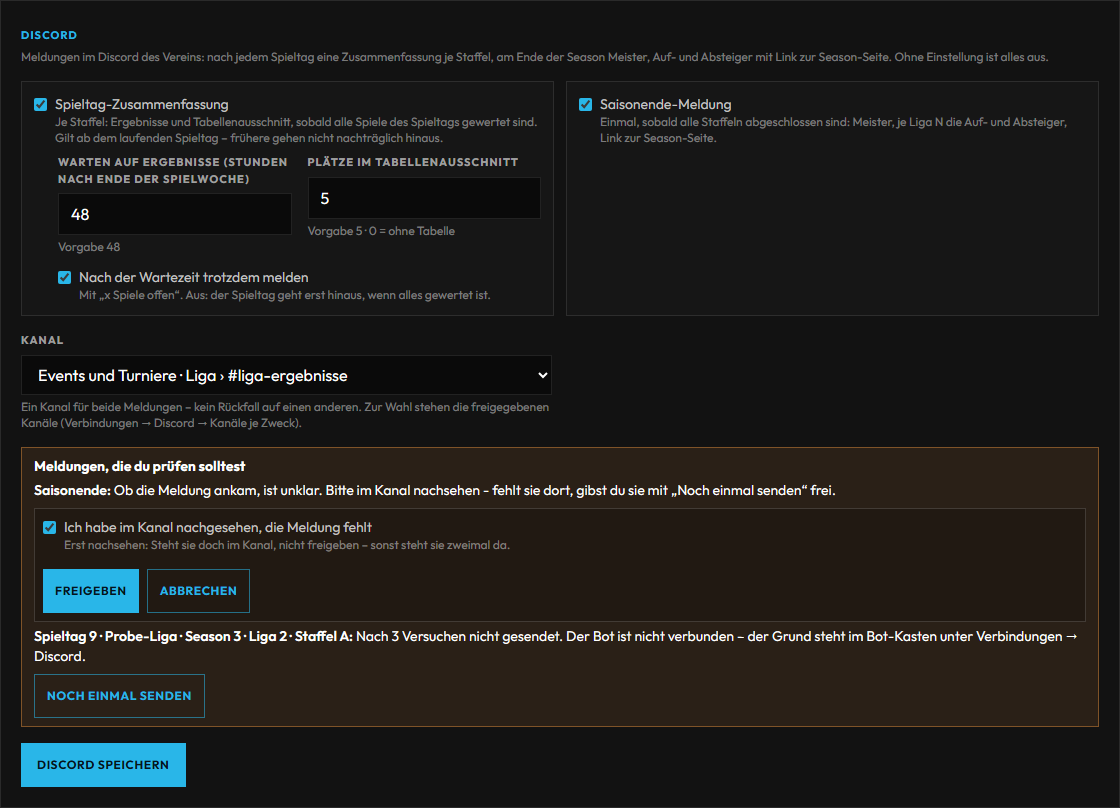 DISCORD
Meldungen im Discord des Vereins: nach jedem Spieltag eine Zusammenfassung je Staffel, am Ende der Season Meister, Auf- und Absteiger mit Link zur Season-Seite. Ohne Einstellung ist alles aus.
Spieltag-Zusammenfassung
Je Staffel: Ergebnisse und Tabellenausschnitt, sobald alle Spiele des Spieltags gewertet sind.
Gilt ab dem laufenden Spieltag – frühere gehen nicht nachträglich hinaus.
WARTEN AUF ERGEBNISSE (STUNDEN
NACH ENDE DER SPIELWOCHE)
48
Vorgabe 48
PLÄTZE IM TABELLENAUSSCHNITT
5
Vorgabe 5 · 0 = ohne Tabelle
Nach der Wartezeit trotzdem melden
Mit „x Spiele offen“. Aus: der Spieltag geht erst hinaus, wenn alles gewertet ist.
Saisonende-Meldung
Einmal, sobald alle Staffeln abgeschlossen sind: Meister, je Liga N die Auf- und Absteiger,
Link zur Season-Seite.
KANAL
Events und Turniere · Liga › #liga-ergebnisse
Ein Kanal für beide Meldungen – kein Rückfall auf einen anderen. Zur Wahl stehen die freigegebenen
Kanäle (Verbindungen → Discord → Kanäle je Zweck).
Meldungen, die du prüfen solltest
Saisonende: Ob die Meldung ankam, ist unklar. Bitte im Kanal nachsehen - fehlt sie dort, gibst du sie mit „Noch einmal senden“ frei.
Ich habe im Kanal nachgesehen, die Meldung fehlt
Erst nachsehen: Steht sie doch im Kanal, nicht freigeben – sonst steht sie zweimal da.
FREIGEBEN
ABBRECHEN
Spieltag 9 · Probe-Liga · Season 3 · Liga 2 · Staffel A: Nach 3 Versuchen nicht gesendet. Der Bot ist nicht verbunden – der Grund steht im Bot-Kasten unter Verbindungen →
Discord.
NOCH EINMAL SENDEN
DISCORD SPEICHERN